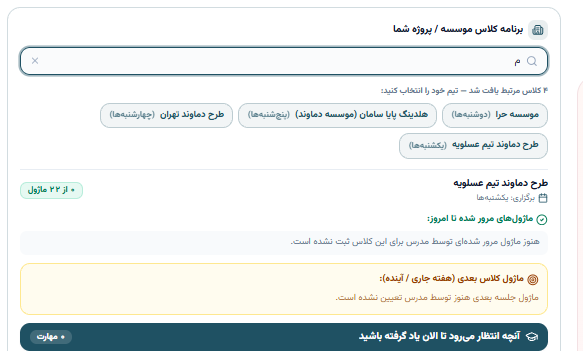 برنامه کلاس موسسه / پروژه شما
م
۴ کلاس مرتبط یافت شد — تیم خود را انتخاب کنید:
موسسه حرا (دوشنبه‌ها) هلدینگ پایا سامان (موسسه دماوند) (پنج‌شنبه‌ها) طرح دماوند تهران (چهارشنبه‌ها)
طرح دماوند تیم عسلویه (یکشنبه‌ها)
طرح دماوند تیم عسلویه
۰ از ۲۲ ماژول
برگزاری: یکشنبه‌ها
ماژول‌های مرور شده تا امروز:
هنوز ماژول مرور شده‌ای توسط مدرس برای این کلاس ثبت نشده است.
ماژول کلاس بعدی (هفته جاری / آینده):
ماژول جلسه بعدی هنوز توسط مدرس تعیین نشده است.
آنچه انتظار می‌رود تا الان یاد گرفته باشید
۰ مهارت